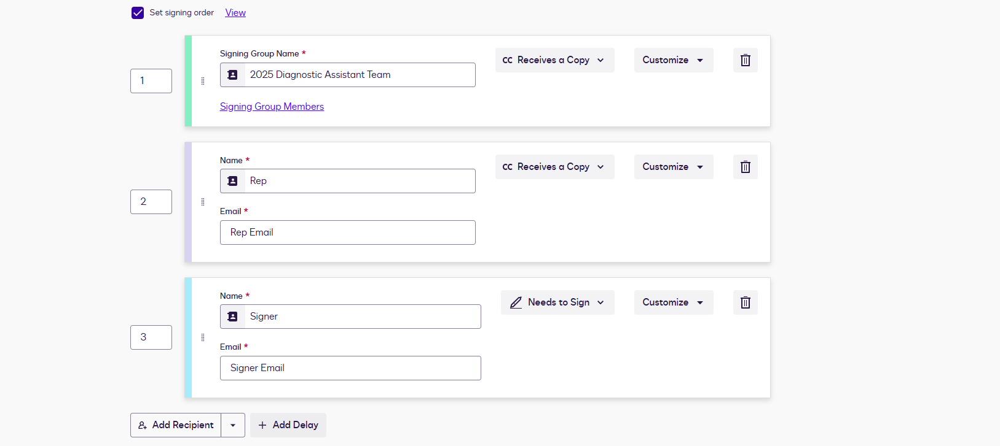 Set signing order View
1
Signing Group Name *
2025 Diagnostic Assistant Team
CC Receives a Copy
Customize
Signing Group Members
2
Name *
Rep
CC Receives a Copy
Customize
Email *
Rep Email
3
Name *
Signer
Needs to Sign
Customize
Email *
Signer Email
Add Recipient
+ Add Delay